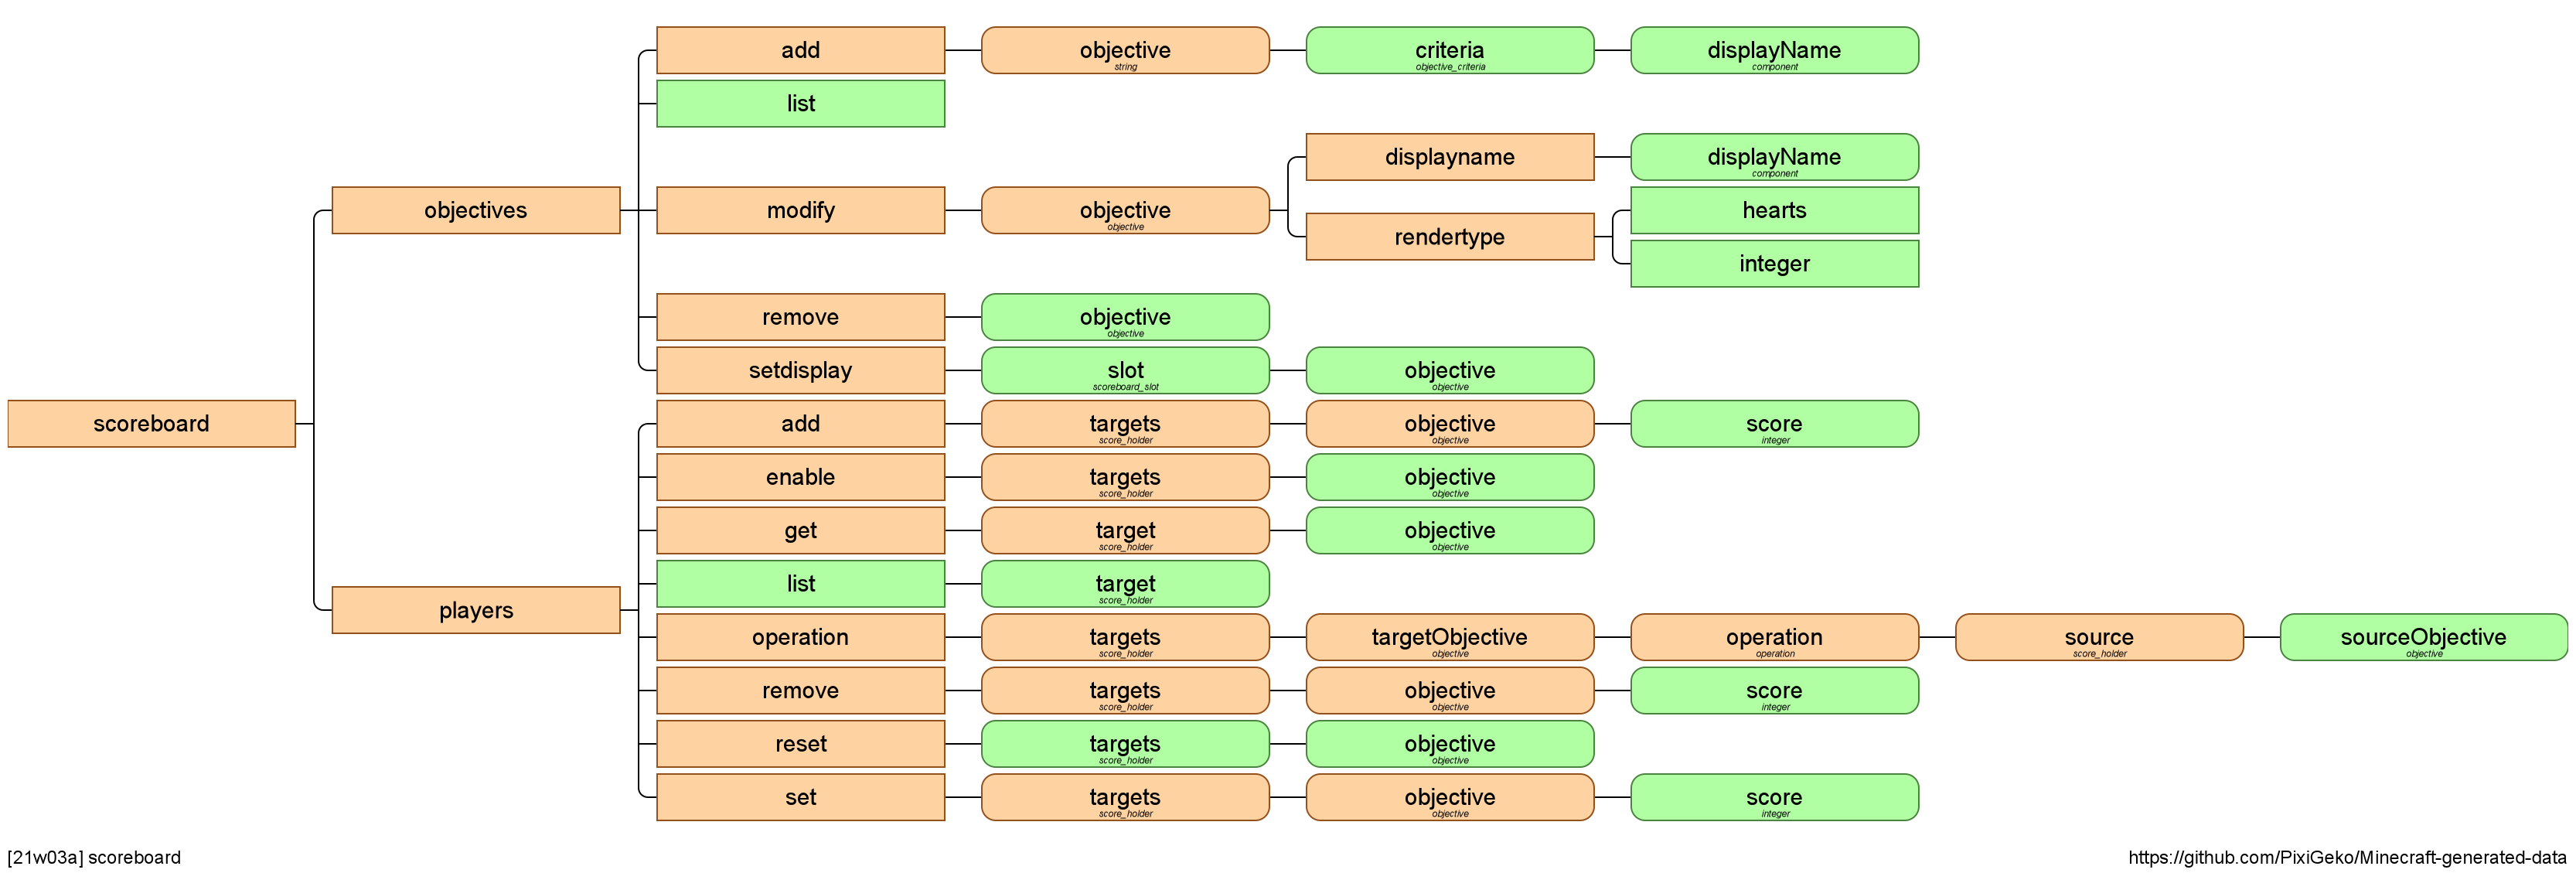 add
objective
string
criteria
objective_criteria
displayName
component
list
displayname
displayName
component
objectives
modify
objective
objective
hearts
rendertype
integer
remove
objective
objective
setdisplay
slot
scoreboard_slot
objective
objective
scoreboard
add
targets
score_holder
objective
objective
score
integer
enable
targets
score_holder
objective
objective
get
target
score_holder
objective
objective
list
target
score_holder
players
operation
targets
score_holder
targetObjective
objective
operation
operation
source
score_holder
sourceObjective
objective
remove
targets
score_holder
objective
objective
score
integer
reset
targets
score_holder
objective
objective
set
targets
score_holder
objective
objective
score
integer
[21w03a] scoreboard
https://github.com/PixiGeko/Minecraft-generated-data